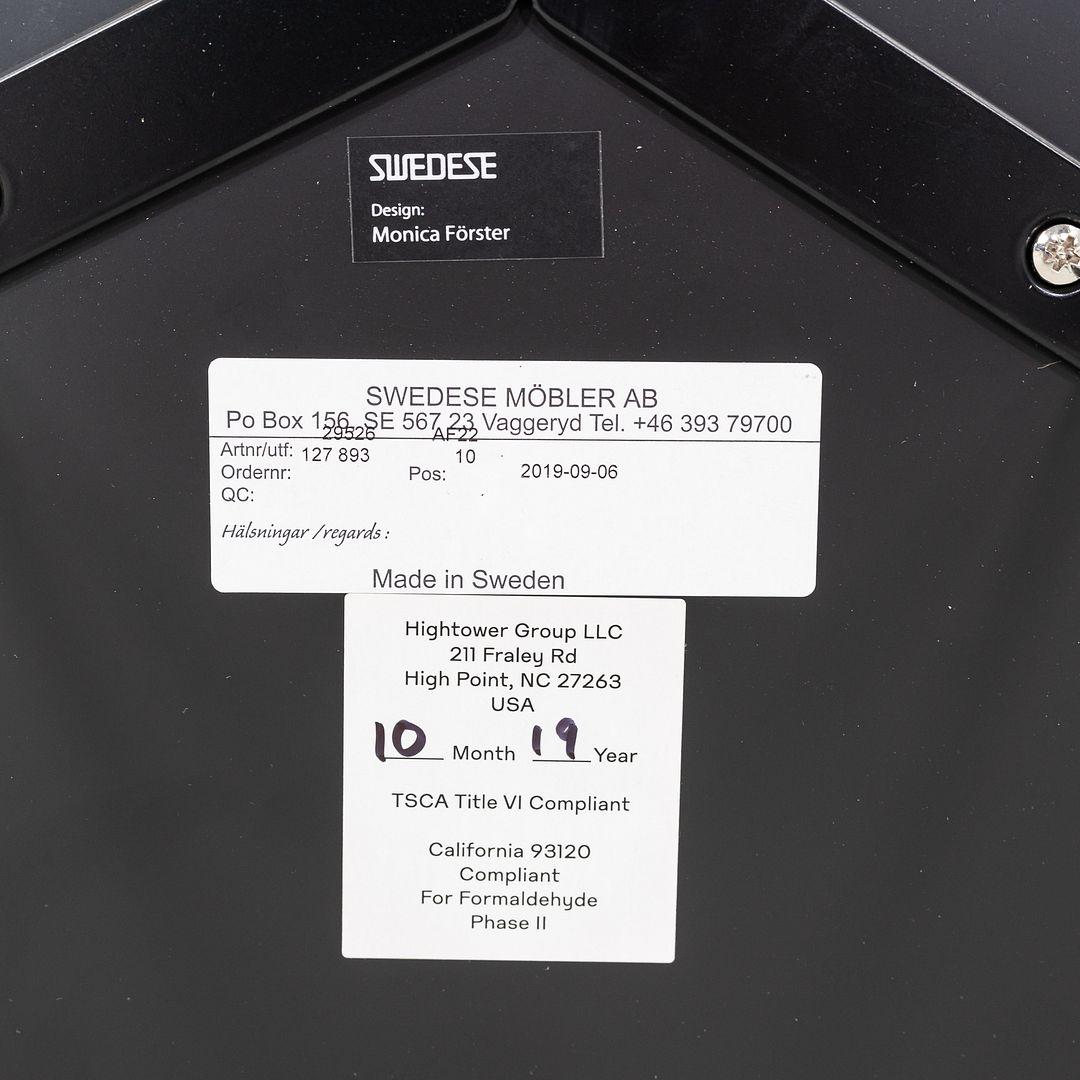 SWEDESE
Design:
Monica Förster
SWEDESE MÖBLER AB
Po Box 156, SE 567 23 Vaggeryd Tel. +46 393 79700
29526 AF22
Artnr/utf: 127 893 10
Ordernr: Pos: 2019-09-06
QC:
Hälsningar /regards :
Made in Sweden
Hightower Group LLC
211 Fraley Rd
High Point, NC 27263
USA
10 Month 19 Year
TSCA Title VI Compliant
California 93120
Compliant
For Formaldehyde
Phase II